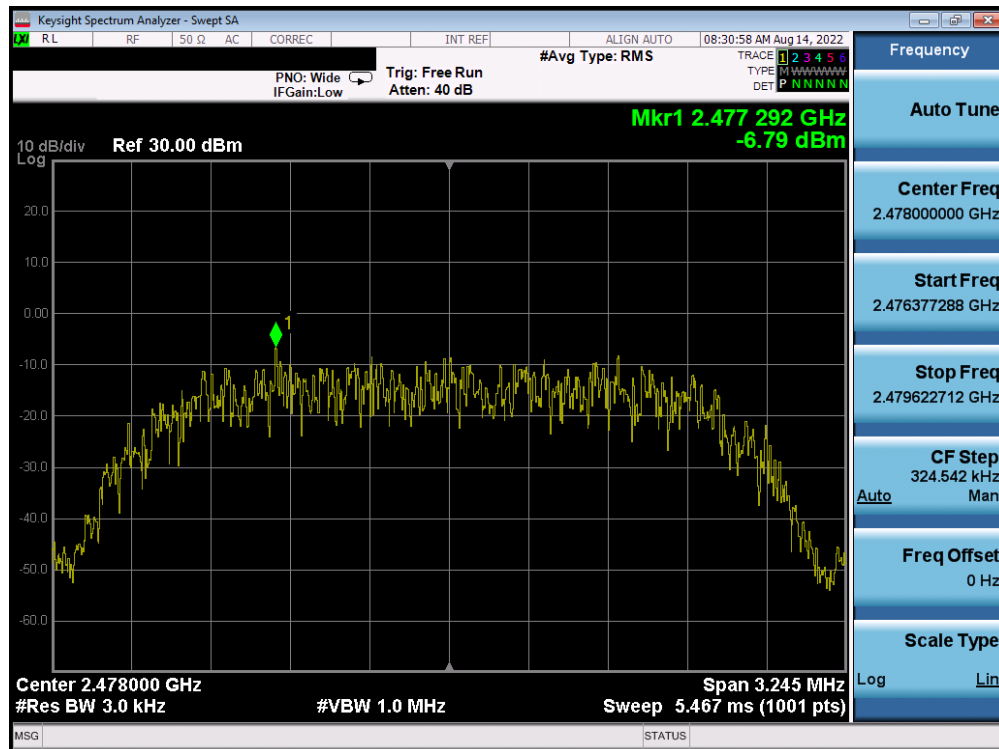 Keysight Spectrum Analyzer - Swept SA
LXI RL RF 50 Ω AC CORREC INT REF ALIGN AUTO 08:30:58 AM Aug 14, 2022
#Avg Type: RMS TRACE 1 2 3 4 5 6
PNO: Wide Trig: Free Run TYPE M WWWWW
IFGain:Low Atten: 40 dB DET P N N N N N
Mkr1 2.477 292 GHz
-6.79 dBm
10 dB/div Ref 30.00 dBm
Log
20.0
10.0
0.00
1
-10.0
-20.0
-30.0
-40.0
-50.0
-60.0
Center 2.478000 GHz Span 3.245 MHz
#Res BW 3.0 kHz #VBW 1.0 MHz Sweep 5.467 ms (1001 pts)
MSG STATUS
Frequency
Auto Tune
Center Freq
2.478000000 GHz
Start Freq
2.476377288 GHz
Stop Freq
2.479622712 GHz
CF Step
324.542 kHz
Auto Man
Freq Offset
0 Hz
Scale Type
Log Lin